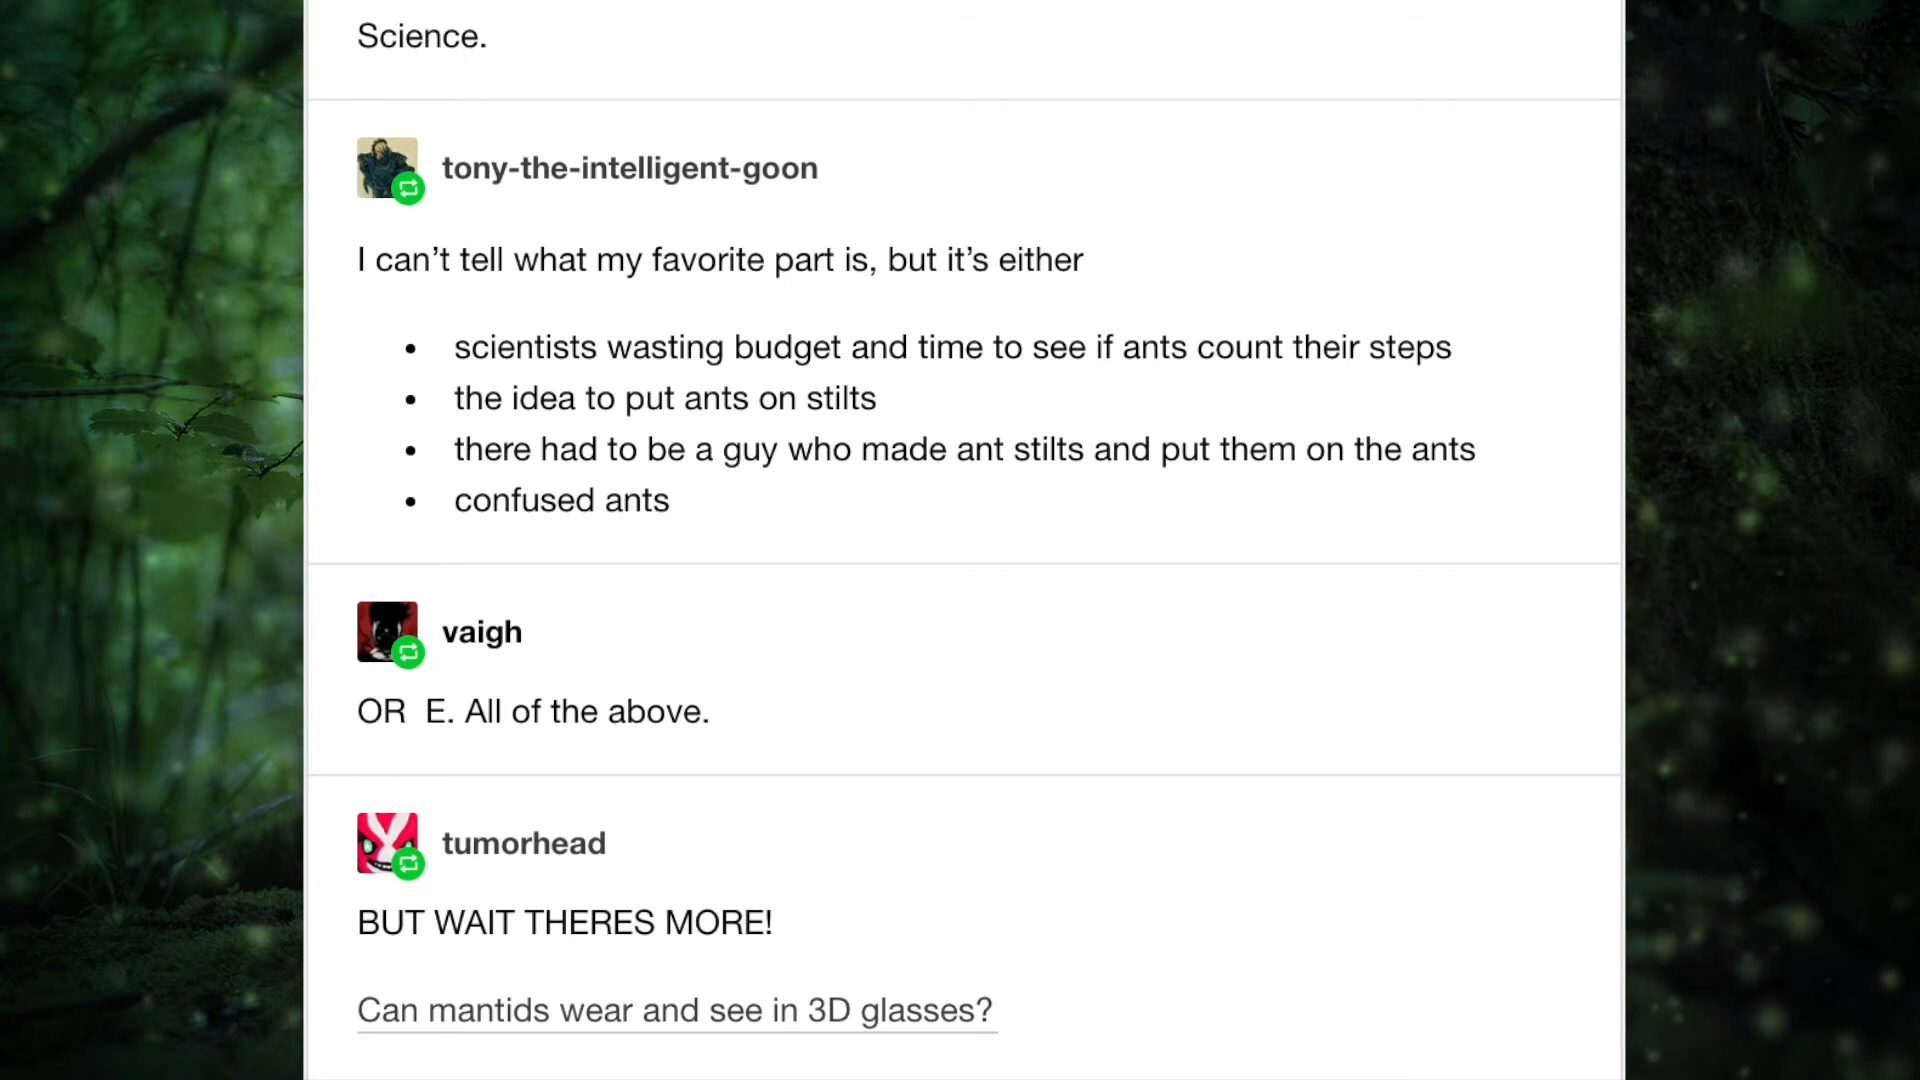 Science.
tony-the-intelligent-goon
I can’t tell what my favorite part is, but it’s either
• scientists wasting budget and time to see if ants count their steps
• the idea to put ants on stilts
• there had to be a guy who made ant stilts and put them on the ants
• confused ants
vaigh
OR  E. All of the above.
tumorhead
BUT WAIT THERES MORE!
Can mantids wear and see in 3D glasses?